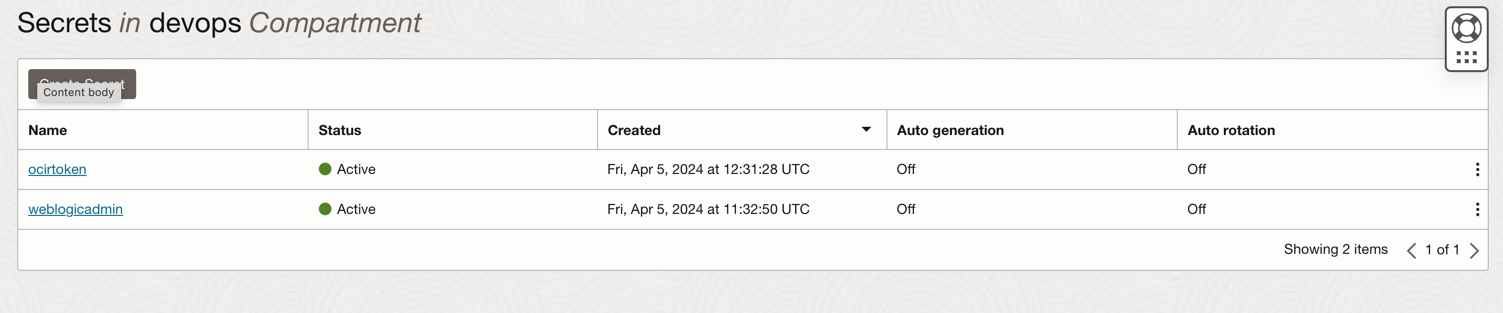 Secrets in devops Compartment
Create Secret
Content body
Name Status Created Auto generation Auto rotation
ocirtoken Active Fri, Apr 5, 2024 at 12:31:28 UTC Off Off
weblogicadmin Active Fri, Apr 5, 2024 at 11:32:50 UTC Off Off
Showing 2 items 1 of 1